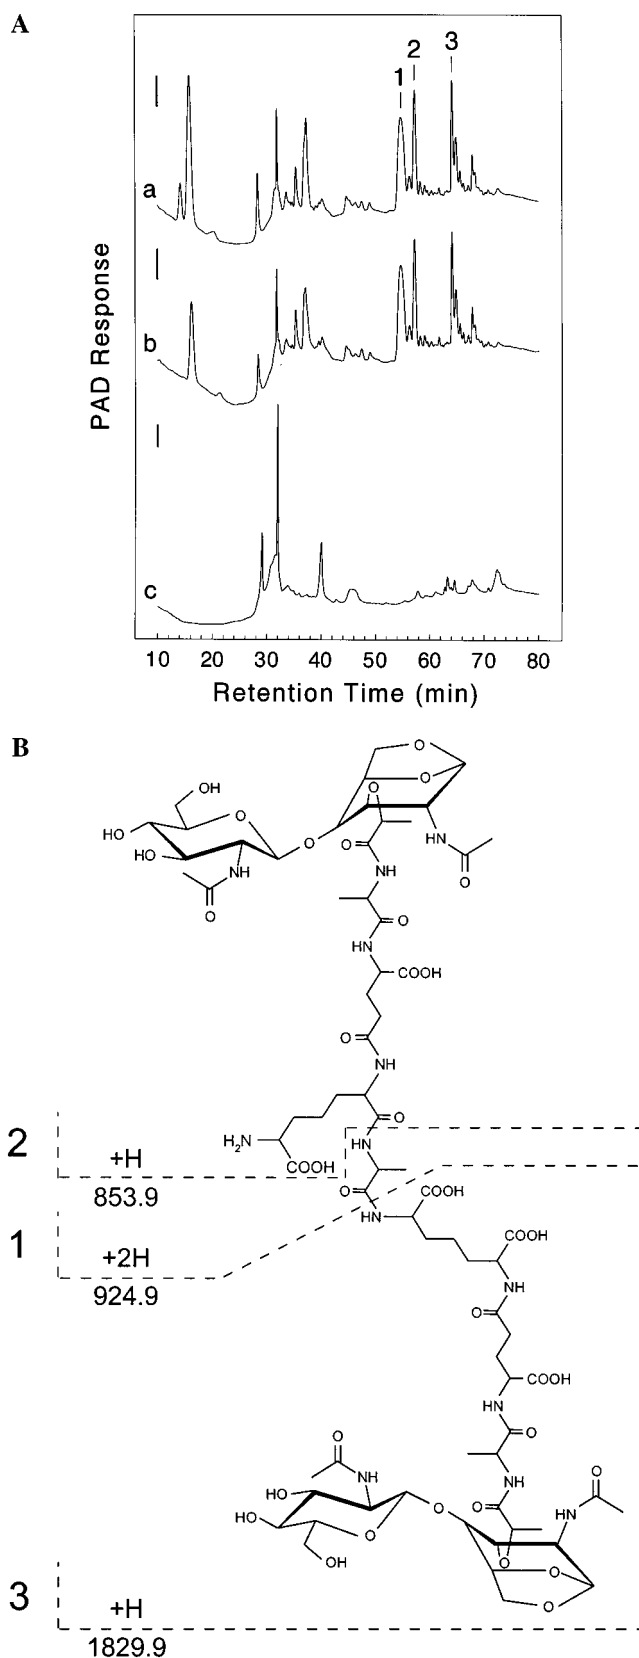 A
1
2
3
a
b
c
PAD Response
10 20 30 40 50 60 70 80
Retention Time (min)
B
O
O
OH
O
O
HO
O
HO
NH
HN
O
O
NH
O
O
O
HN
COOH
O
NH
H2N
O
COOH
HN
2
+H
853.9
O
COOH
HN
1
+2H
924.9
COOH
NH
O
COOH
HN
O
NH
O
O
NH
HN
O
HO
HO
O
O
O
OH
O
O
3
+H
1829.9